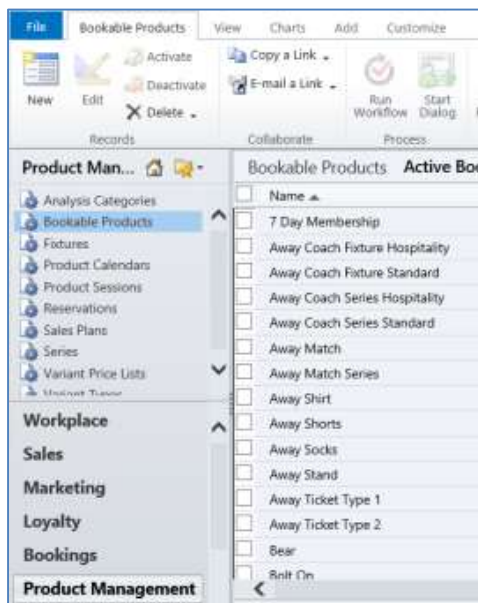 File Bookable Products View Charts Add Customize
New
Edit
Activate
Deactivate
Delete
Copy a Link
E-mail a Link
Run Workflow
Start Dialog
Records Collaborate Process
Product Man...
Analysis Categories
Bookable Products
Fixtures
Product Calendars
Product Sessions
Reservations
Sales Plans
Series
Variant Price Lists
Variant Types
Workplace
Sales
Marketing
Loyalty
Bookings
Product Management
Bookable Products Active Boo
Name
7 Day Membership
Away Coach Fixture Hospitality
Away Coach Fixture Standard
Away Coach Series Hospitality
Away Coach Series Standard
Away Match
Away Match Series
Away Shirt
Away Shorts
Away Socks
Away Stand
Away Ticket Type 1
Away Ticket Type 2
Bear
Bolt On